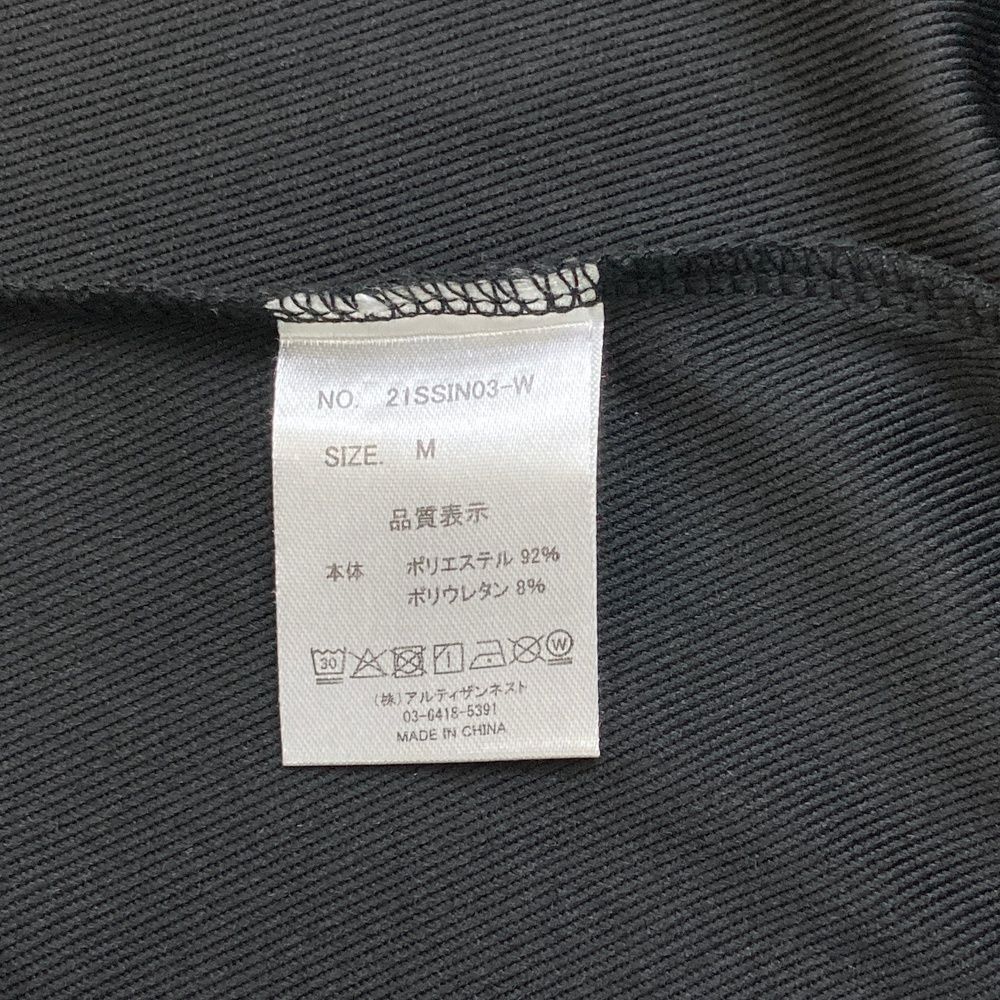 NO. 21SSIN03-W
SIZE. M
品質表示
本体 ポリエステル 92%
ポリウレタン 8%
30 W
(株)アルティザンネスト
03-6418-5391
MADE IN CHINA